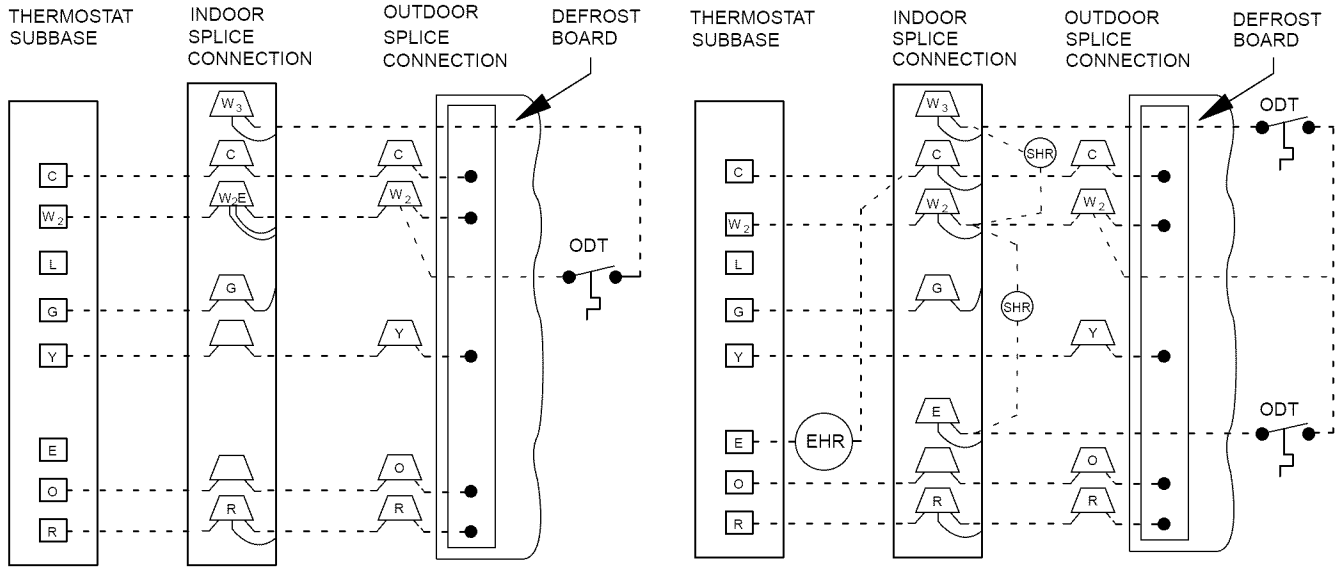 THERMOSTAT
SUBBASE
INDOOR
SPLICE
CONNECTION
OUTDOOR
SPLICE
CONNECTION
DEFROST
BOARD
W3
C
C
C
W2
W2E
W2
L
ODT
G
G
Y
Y
E
O
O
R
R
R
THERMOSTAT
SUBBASE
INDOOR
SPLICE
CONNECTION
OUTDOOR
SPLICE
CONNECTION
DEFROST
BOARD
W3
ODT
SHR
C
C
C
W2
W2
W2
L
G
G
SHR
Y
Y
E
ODT
E
EHR
O
O
R
R
R